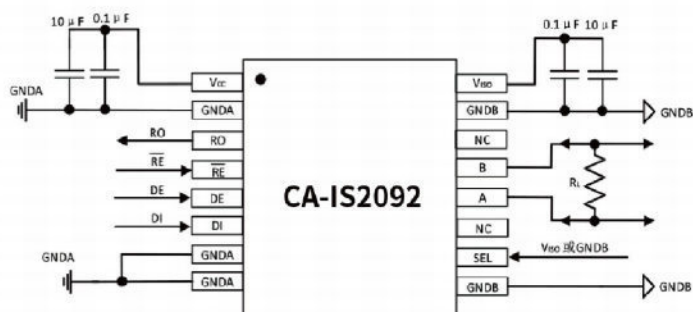 10 μF 0.1 μF
0.1 μF 10 μF
GNDA
Vcc
GNDA
RO
RO
RE
RE
DE
DE
DI
DI
GNDA
GNDA
GNDA
CA-IS2092
VISO
GNDB
GNDB
NC
B
A
RL
NC
SEL
VISO 或GNDB
GNDB
GNDB